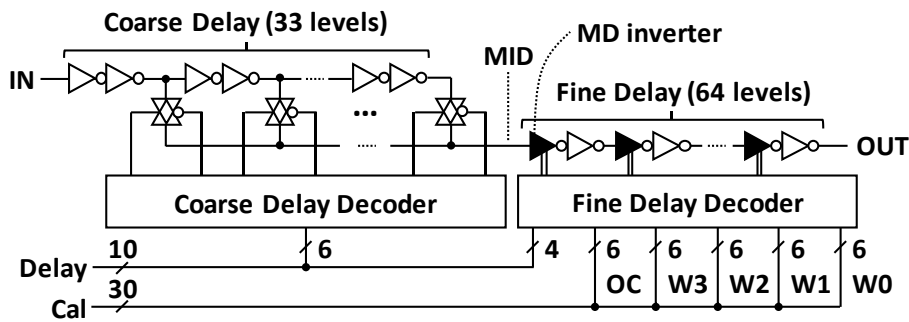 Coarse Delay (33 levels)
MD inverter
MID
IN
Fine Delay (64 levels)
...
OUT
Coarse Delay Decoder
Fine Delay Decoder
10
6
4
6
6
6
6
6
Delay
30
OC
W3
W2
W1
W0
Cal